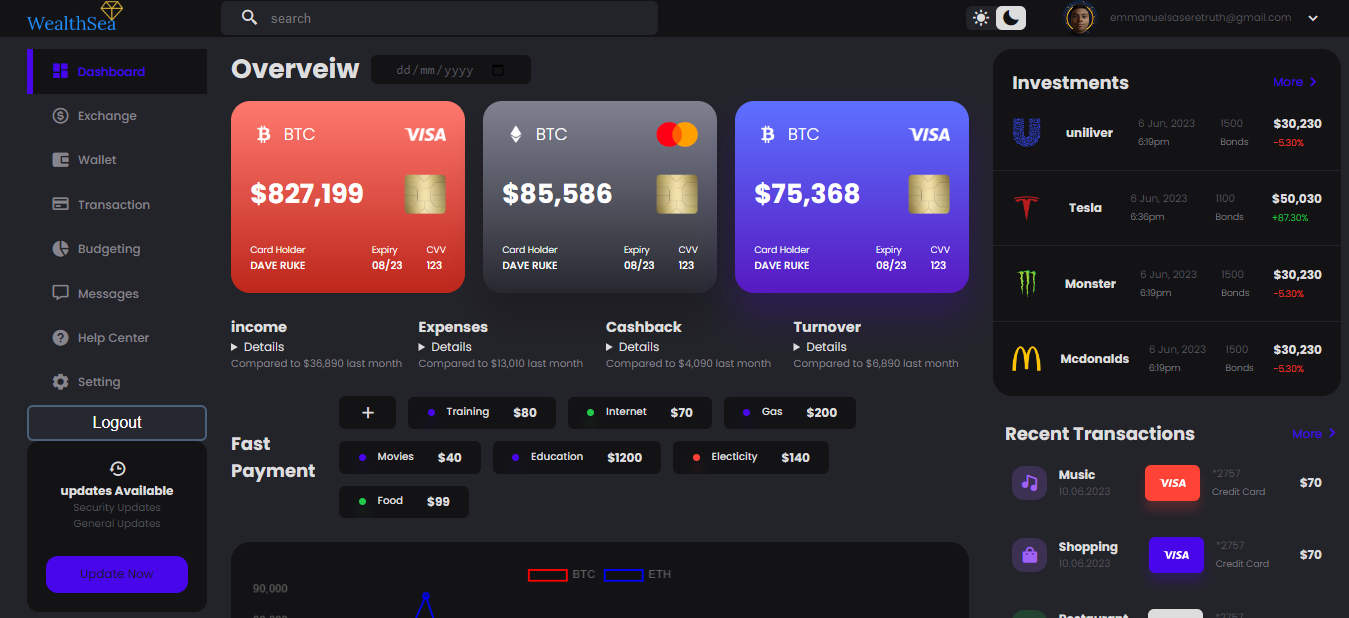 WealthSea
search
emmanuelsaseretruth@gmail.com
Dashboard
Exchange
Wallet
Transaction
Budgeting
Messages
Help Center
Setting
Logout
updates Available
Security Updates
General Updates
Update Now
Overveiw
dd/mm/yyyy
BTC VISA
$827,199
Card Holder Expiry CVV
DAVE RUKE 08/23 123
BTC
$85,586
Card Holder Expiry CVV
DAVE RUKE 08/23 123
BTC VISA
$75,368
Card Holder Expiry CVV
DAVE RUKE 08/23 123
income
Details
Compared to $36,890 last month
Expenses
Details
Compared to $13,010 last month
Cashback
Details
Compared to $4,090 last month
Turnover
Details
Compared to $6,890 last month
Fast
Payment
+
Training $80
Internet $70
Gas $200
Movies $40
Education $1200
Electicity $140
Food $99
BTC ETH
90,000
Investments More
uniliver 6 Jun, 2023 1500 $30,230
6:19pm Bonds -5.30%
Tesla 6 Jun, 2023 1100 $50,030
6:36pm Bonds +87.30%
Monster 6 Jun, 2023 1500 $30,230
6:19pm Bonds -5.30%
Mcdonalds 6 Jun, 2023 1500 $30,230
6:19pm Bonds -5.30%
Recent Transactions More
Music VISA *2757 $70
10.06.2023 Credit Card
Shopping VISA *2757 $70
10.06.2023 Credit Card
Restaurant *2757